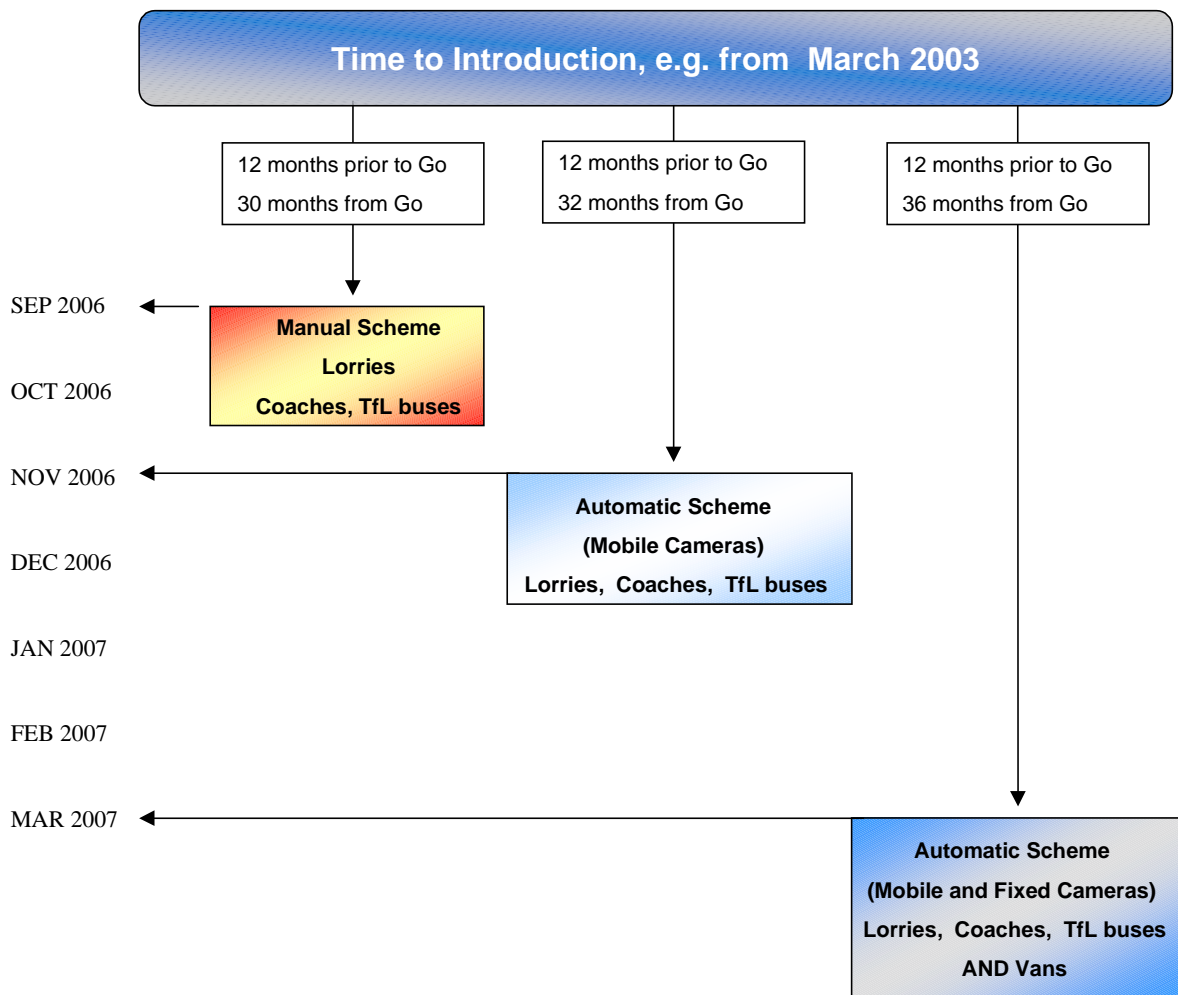 Time to Introduction, e.g. from March 2003
12 months prior to Go
30 months from Go
12 months prior to Go
32 months from Go
12 months prior to Go
36 months from Go
SEP 2006
Manual Scheme
Lorries
Coaches, TfL buses
OCT 2006
NOV 2006
Automatic Scheme
(Mobile Cameras)
Lorries, Coaches, TfL buses
DEC 2006
JAN 2007
FEB 2007
MAR 2007
Automatic Scheme
(Mobile and Fixed Cameras)
Lorries, Coaches, TfL buses
AND Vans